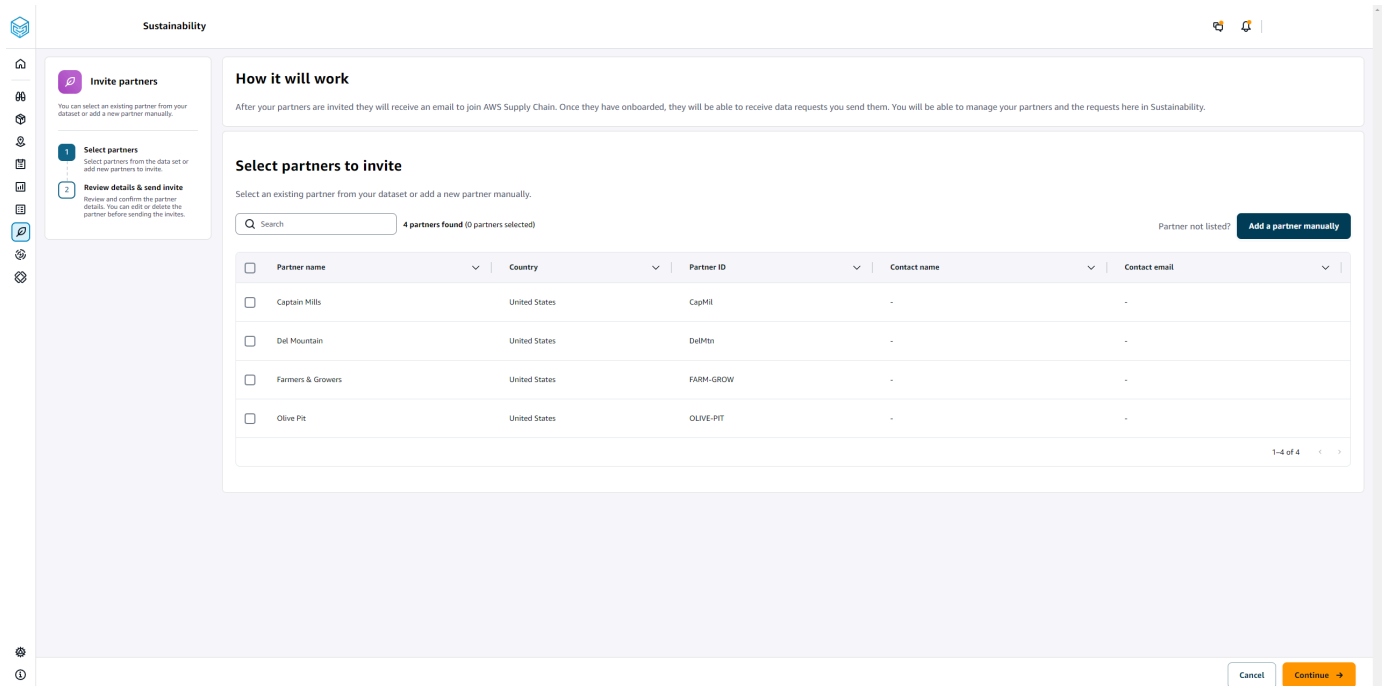 Sustainability
Invite partners
You can select an existing partner from your
dataset or add a new partner manually.
1
Select partners
Select partners from the data set or
add new partners to invite.
2
Review details & send invite
Review and confirm the partner
details. You can edit or delete the
partner before sending the invites.
How it will work
After your partners are invited they will receive an email to join AWS Supply Chain. Once they have onboarded, they will be able to receive data requests you send them. You will be able to manage your partners and the requests here in Sustainability.
Select partners to invite
Select an existing partner from your dataset or add a new partner manually.
Search 4 partners found (0 partners selected) Partner not listed? Add a partner manually
Partner name Country Partner ID Contact name Contact email
Captain Mills United States CapMil - -
Del Mountain United States DelMtn - -
Farmers & Growers United States FARM-GROW - -
Olive Pit United States OLIVE-PIT - -
1–4 of 4
Cancel Continue